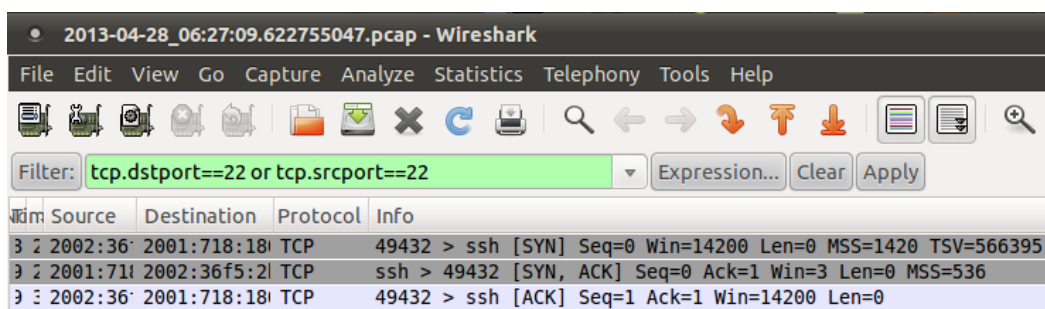 2013-04-28_06:27:09.622755047.pcap - Wireshark
File Edit View Go Capture Analyze Statistics Telephony Tools Help
Filter: tcp.dstport==22 or tcp.srcport==22 Expression... Clear Apply
Source Destination Protocol Info
2002:36 2001:718:18 TCP 49432 > ssh [SYN] Seq=0 Win=14200 Len=0 MSS=1420 TSV=566395
2001:71 2002:36f5:2 TCP ssh > 49432 [SYN, ACK] Seq=0 Ack=1 Win=3 Len=0 MSS=536
2002:36 2001:718:18 TCP 49432 > ssh [ACK] Seq=1 Ack=1 Win=14200 Len=0